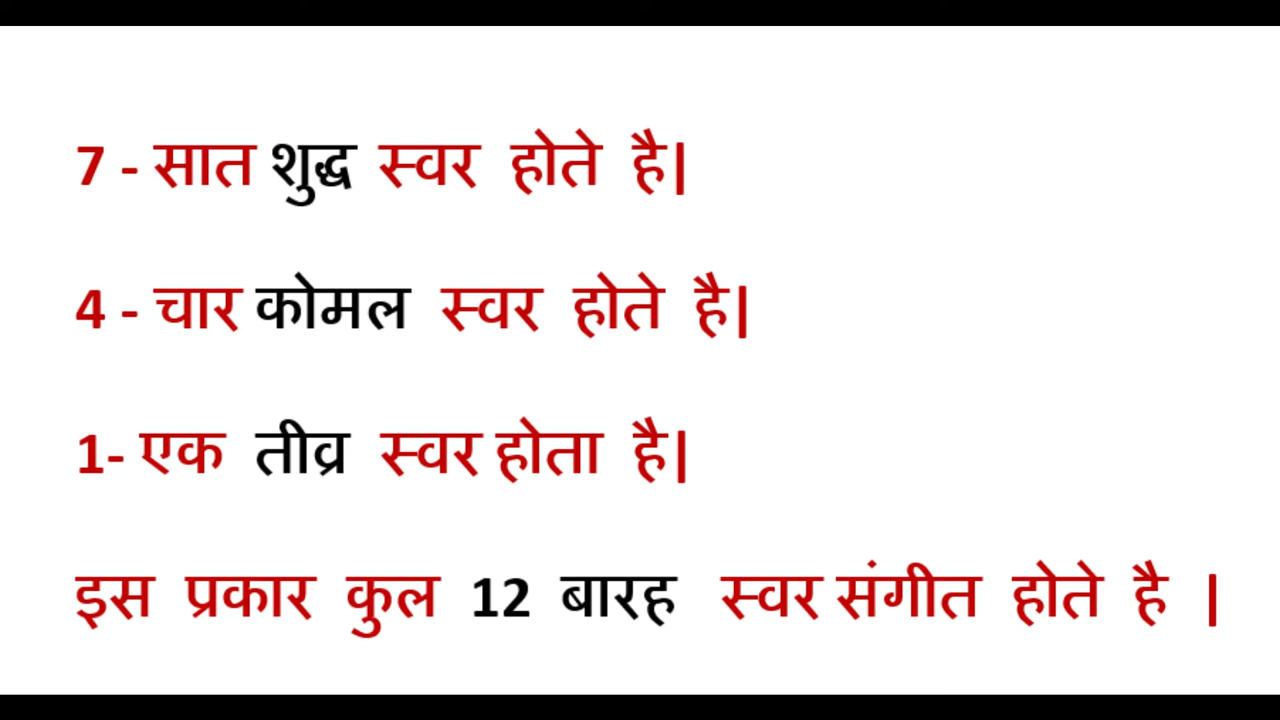 7 - सात शुद्ध स्वर होते है|
4 - चार कोमल स्वर होते है|
1- एक तीव्र स्वर होता है|
इस प्रकार कुल 12 बारह स्वर संगीत होते है |